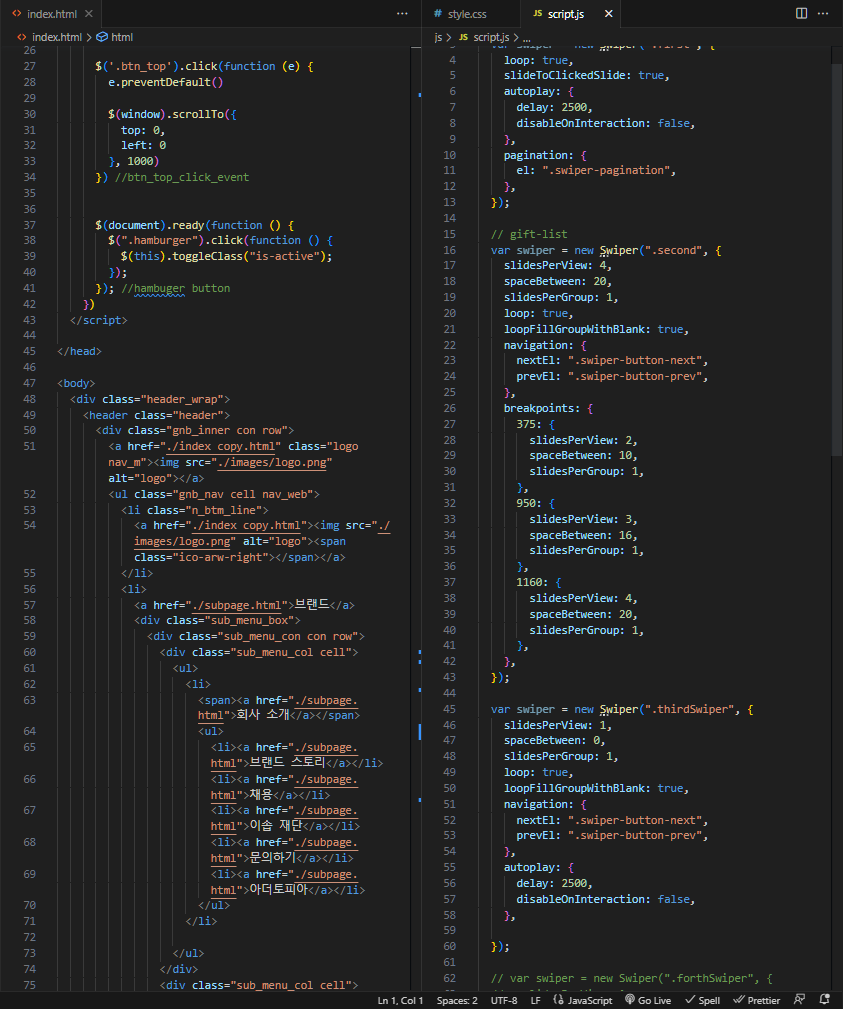 index.html
index.html > html
26
27 $('.btn_top').click(function (e) {
28 e.preventDefault()
29
30 $(window).scrollTo({
31 top: 0,
32 left: 0
33 }, 1000)
34 }) //btn_top_click_event
35
36
37 $(document).ready(function () {
38 $(".hamburger").click(function () {
39 $(this).toggleClass("is-active");
40 });
41 }); //hambuger button
42 })
43 </script>
44
45 </head>
46
47 <body>
48 <div class="header_wrap">
49 <header class="header">
50 <div class="gnb_inner con row">
51 <a href="./index copy.html" class="logo
nav_m"><img src="./images/logo.png"
alt="logo"></a>
52 <ul class="gnb_nav cell nav_web">
53 <li class="n_btm_line">
54 <a href="./index copy.html"><img src="./
images/logo.png" alt="logo"><span
class="ico-arw-right"></span></a>
55 </li>
56 <li>
57 <a href="./subpage.html">브랜드</a>
58 <div class="sub_menu_box">
59 <div class="sub_menu_con con row">
60 <div class="sub_menu_col cell">
61 <ul>
62 <li>
63 <span><a href="./subpage.
html">회사 소개</a></span>
64 <ul>
65 <li><a href="./subpage.
html">브랜드 스토리</a></li>
66 <li><a href="./subpage.
html">채용</a></li>
67 <li><a href="./subpage.
html">이솝 재단</a></li>
68 <li><a href="./subpage.
html">문의하기</a></li>
69 <li><a href="./subpage.
html">아더토피아</a></li>
70 </ul>
71 </li>
72
73 </ul>
74 </div>
75 <div class="sub_menu_col cell">
# style.css
JS script.js
js > JS script.js > ...
3 var swiper = new Swiper(".first", {
4 loop: true,
5 slideToClickedSlide: true,
6 autoplay: {
7 delay: 2500,
8 disableOnInteraction: false,
9 },
10 pagination: {
11 el: ".swiper-pagination",
12 },
13 });
14
15 // gift-list
16 var swiper = new Swiper(".second", {
17 slidesPerView: 4,
18 spaceBetween: 20,
19 slidesPerGroup: 1,
20 loop: true,
21 loopFillGroupWithBlank: true,
22 navigation: {
23 nextEl: ".swiper-button-next",
24 prevEl: ".swiper-button-prev",
25 },
26 breakpoints: {
27 375: {
28 slidesPerView: 2,
29 spaceBetween: 10,
30 slidesPerGroup: 1,
31 },
32 950: {
33 slidesPerView: 3,
34 spaceBetween: 16,
35 slidesPerGroup: 1,
36 },
37 1160: {
38 slidesPerView: 4,
39 spaceBetween: 20,
40 slidesPerGroup: 1,
41 },
42 },
43 });
44
45 var swiper = new Swiper(".thirdSwiper", {
46 slidesPerView: 1,
47 spaceBetween: 0,
48 slidesPerGroup: 1,
49 loop: true,
50 loopFillGroupWithBlank: true,
51 navigation: {
52 nextEl: ".swiper-button-next",
53 prevEl: ".swiper-button-prev",
54 },
55 autoplay: {
56 delay: 2500,
57 disableOnInteraction: false,
58 },
59
60 });
61
62 // var swiper = new Swiper(".forthSwiper", {
Ln 1, Col 1 Spaces: 2 UTF-8 LF {} JavaScript Go Live Spell Prettier